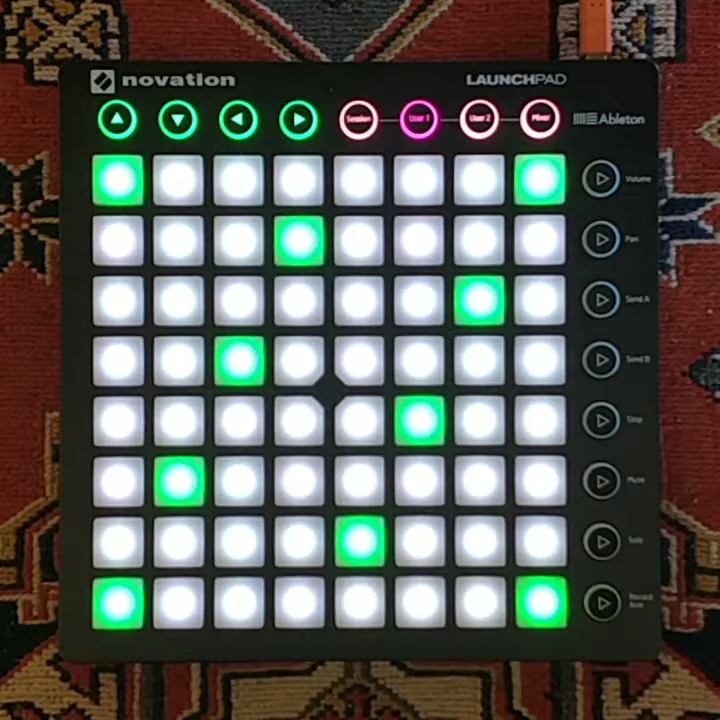 novation
LAUNCHPAD
Session User 1 User 2 Mixer Ableton
Volume
Pan
Send A
Send B
Stop
Mute
Solo
Record
Arm